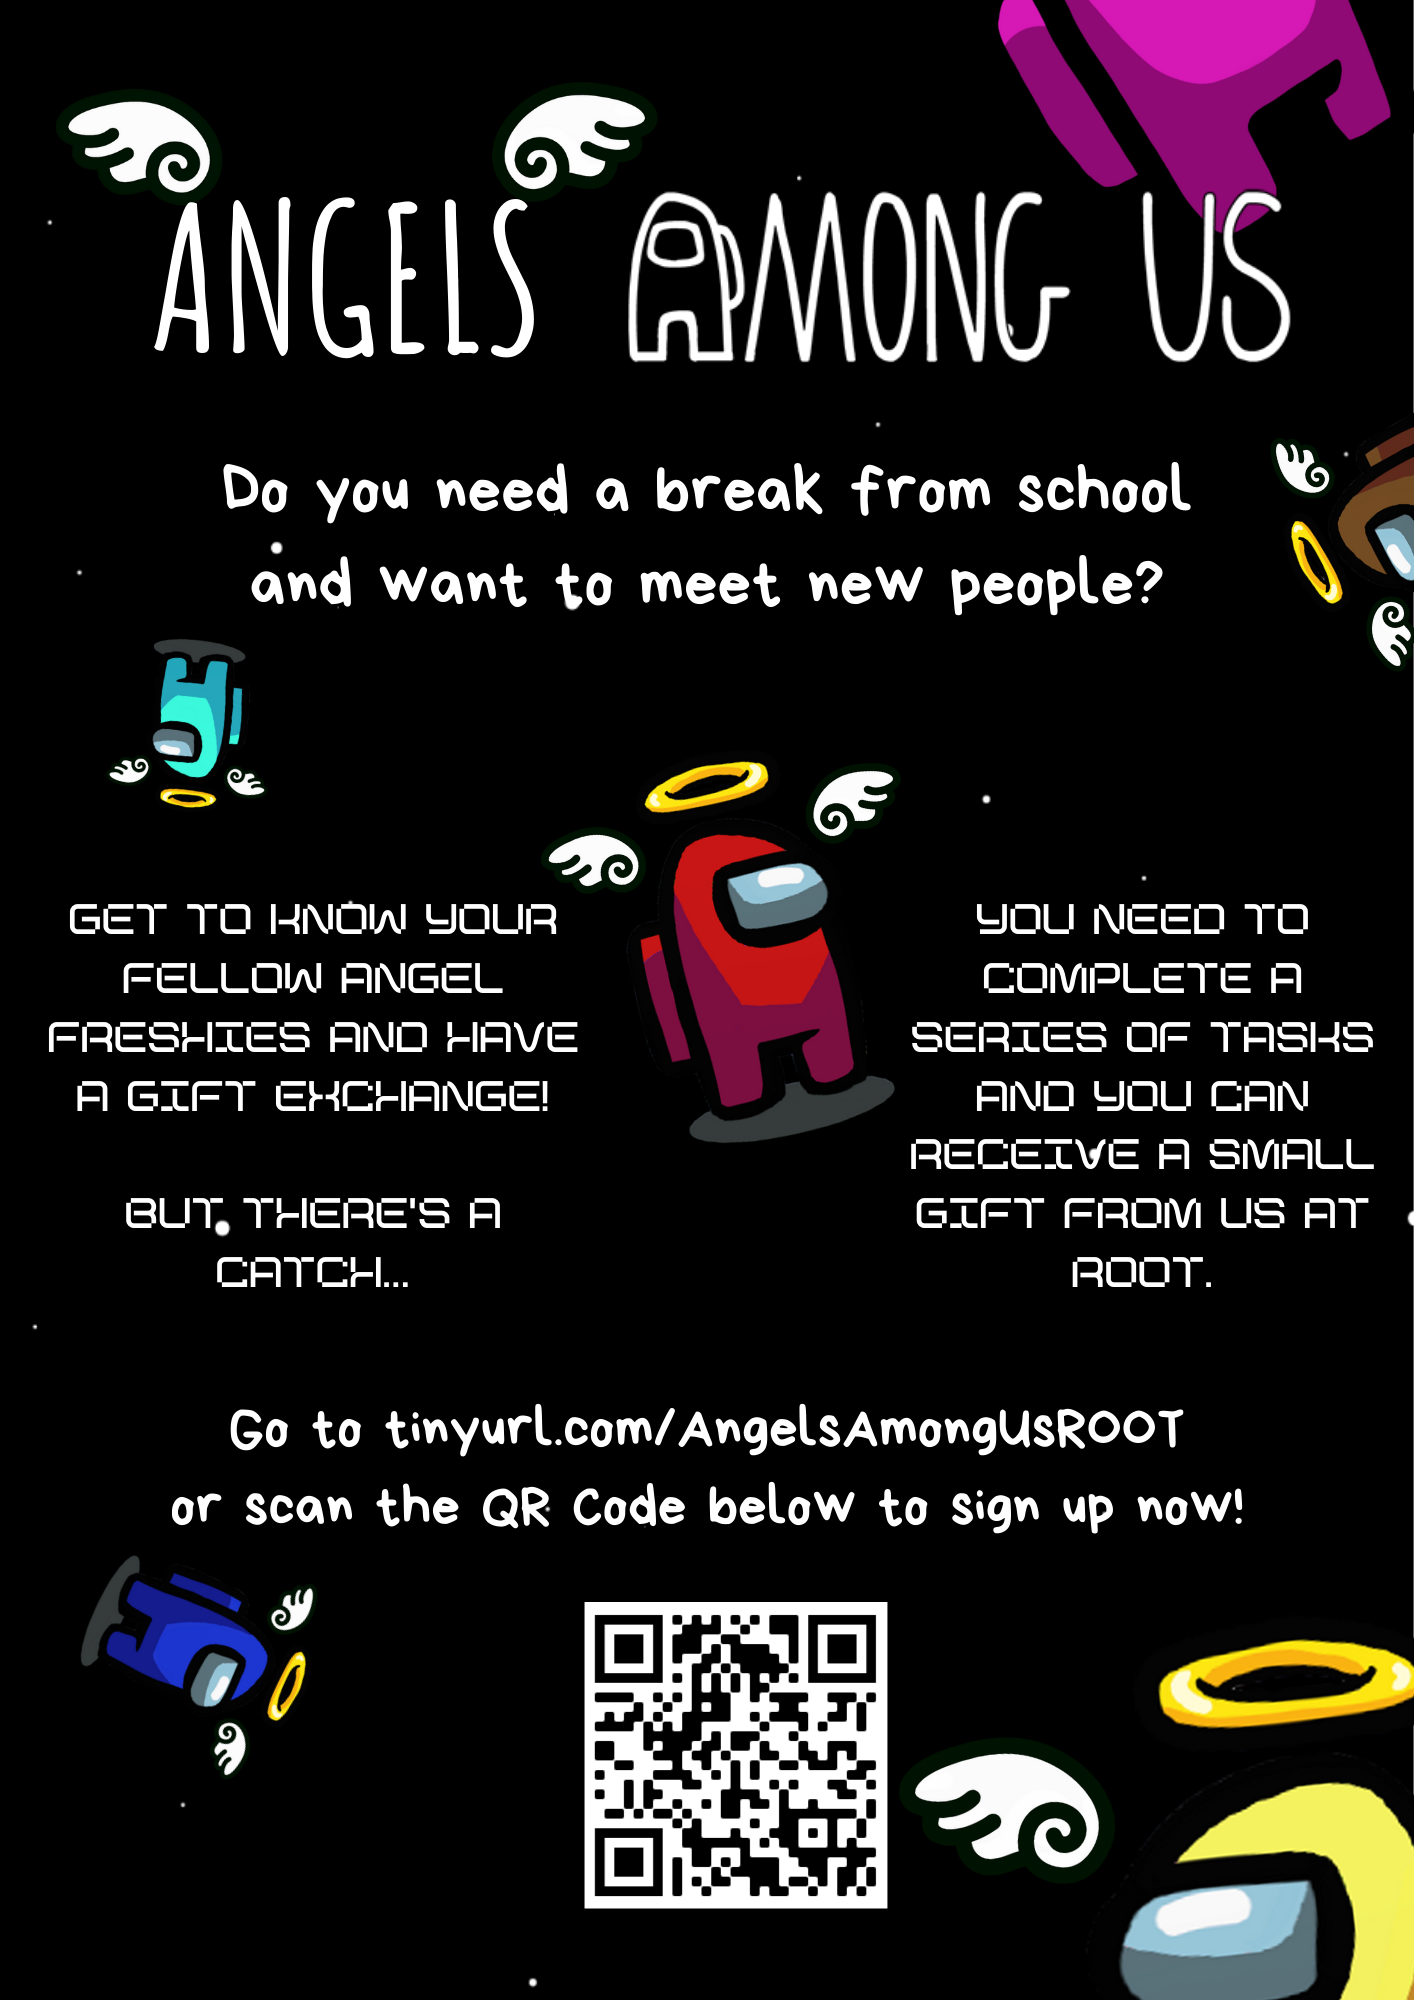 ANGELS AMONG US
Do you need a break from school
and want to meet new people?
GET TO KNOW YOUR
FELLOW ANGEL
FRESHIES AND HAVE
A GIFT EXCHANGE!
BUT THERE'S A
CATCH...
YOU NEED TO
COMPLETE A
SERIES OF TASKS
AND YOU CAN
RECEIVE A SMALL
GIFT FROM US AT
ROOT.
Go to tinyurl.com/AngelsAmongUsROOT
or scan the QR Code below to sign up now!